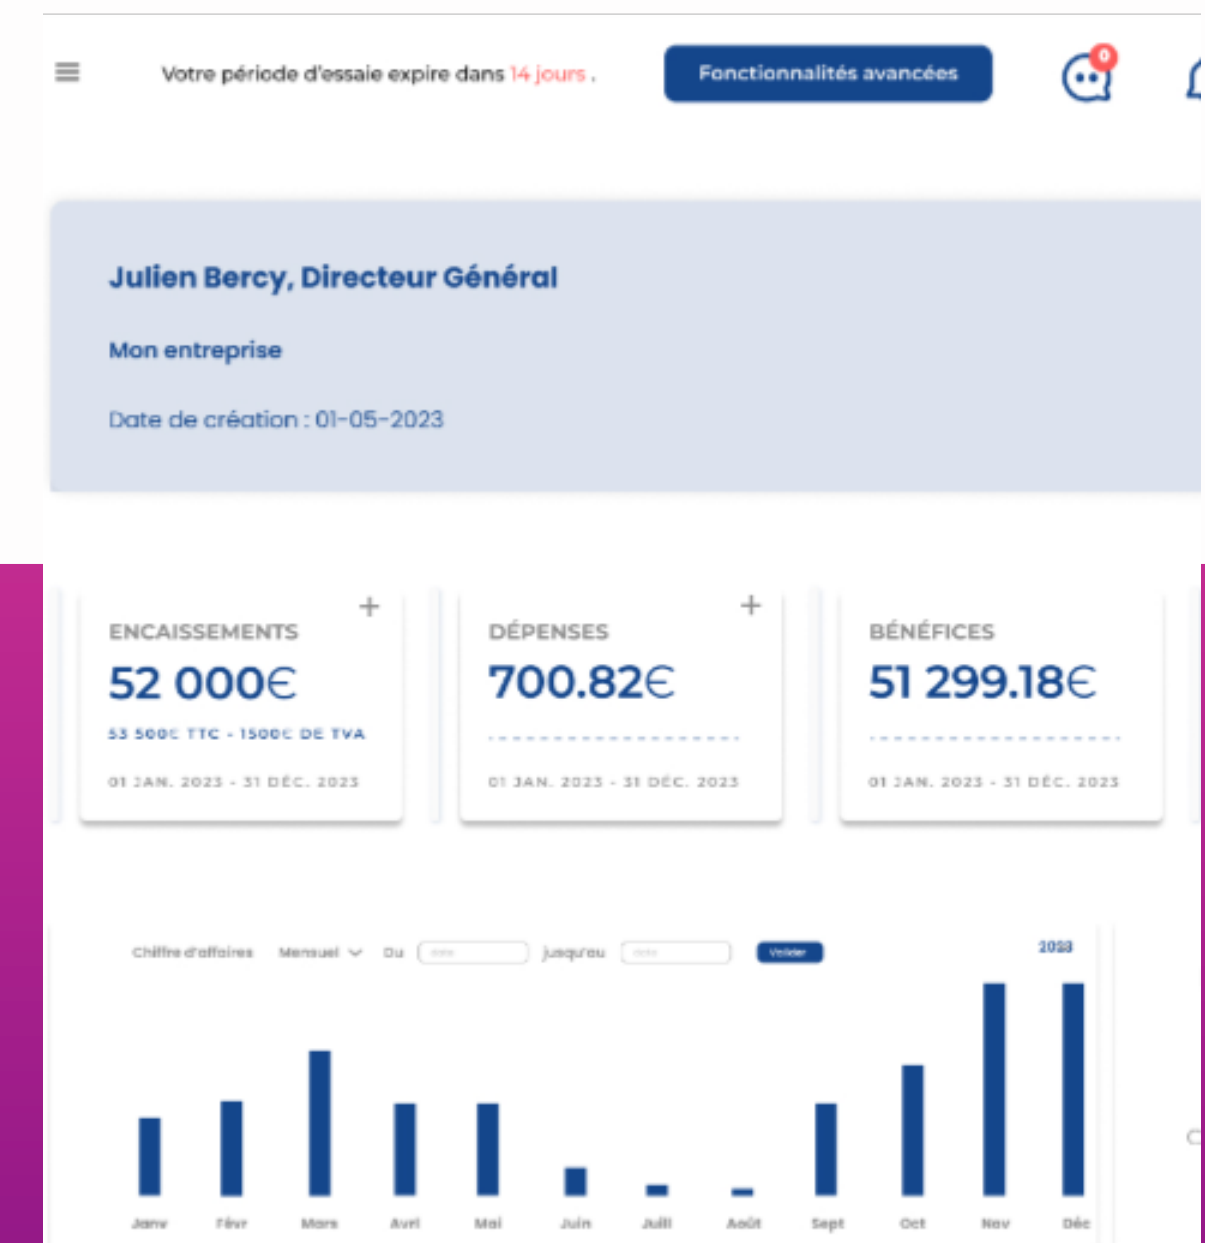 Votre période d'essaie expire dans 14 jours .
Fonctionnalités avancées
0
Julien Bercy, Directeur Général
Mon entreprise
Date de création : 01-05-2023
ENCAISSEMENTS +
52 000€
53 500€ TTC - 1500€ DE TVA
01 JAN. 2023 - 31 DÉC. 2023
DÉPENSES +
700.82€
01 JAN. 2023 - 31 DÉC. 2023
BÉNÉFICES
51 299.18€
01 JAN. 2023 - 31 DÉC. 2023
Chiffre d'affaires Mensuel Du jusqu'au Valider 2023
Janv Févr Mars Avrl Mai Juin Juill Août Sept Oct Nov Déc